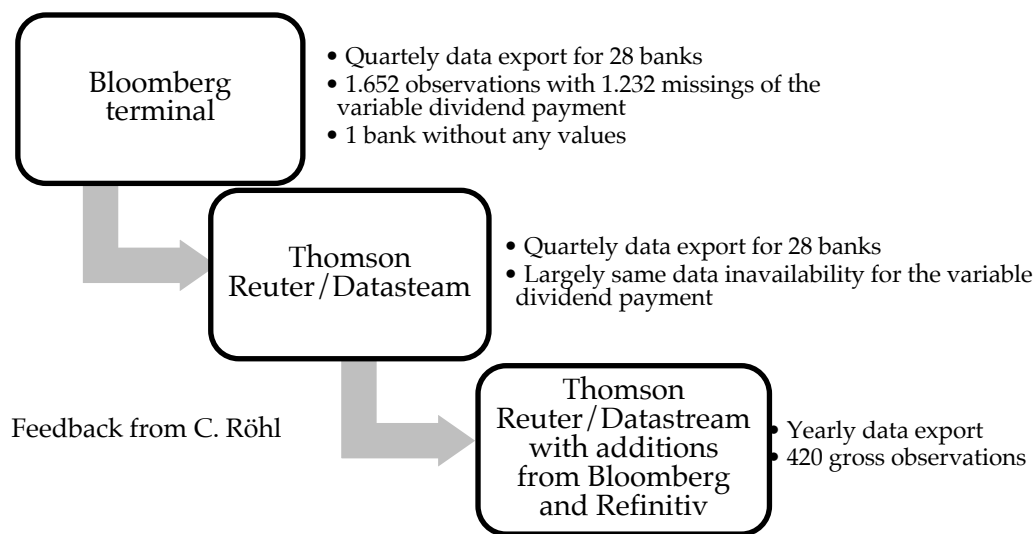 Bloomberg
terminal
• Quartely data export for 28 banks
• 1.652 observations with 1.232 missings of the
variable dividend payment
• 1 bank without any values
Thomson
Reuter/Datasteam
• Quartely data export for 28 banks
• Largely same data inavailability for the variable
dividend payment
Feedback from C. Röhl
Thomson
Reuter/Datastream
with additions
from Bloomberg
and Refinitiv
• Yearly data export
• 420 gross observations